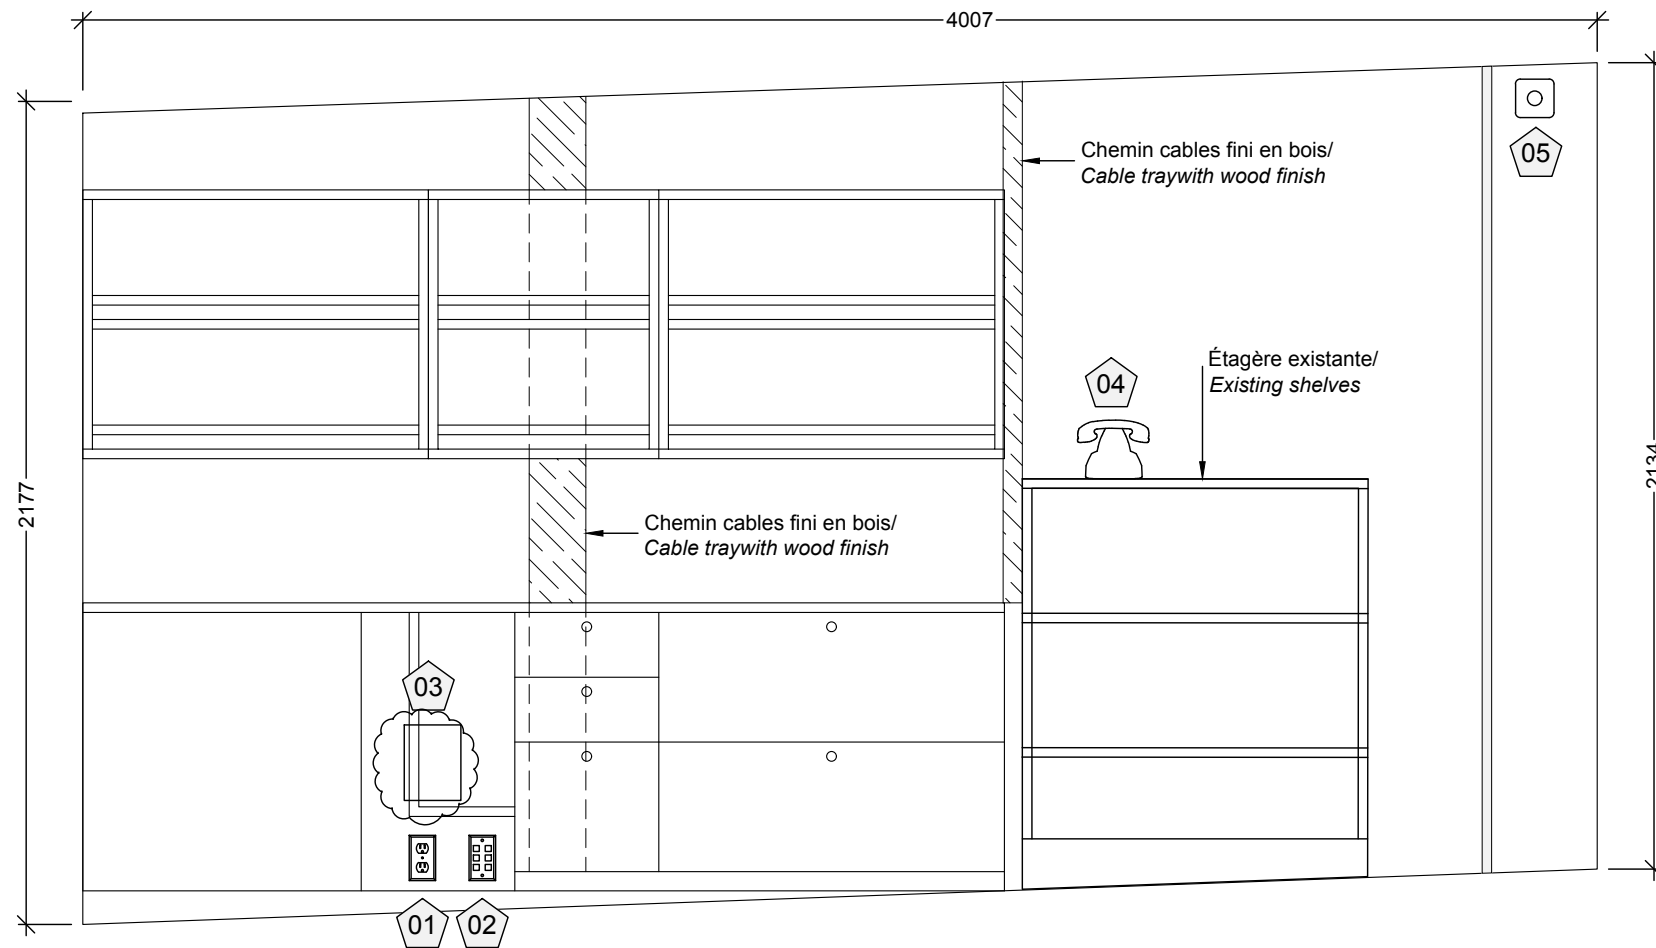 4007
05
Chemin cables fini en bois/
Cable traywith wood finish
04
Étagère existante/
Existing shelves
2177
2134
Chemin cables fini en bois/
Cable traywith wood finish
03
01
02